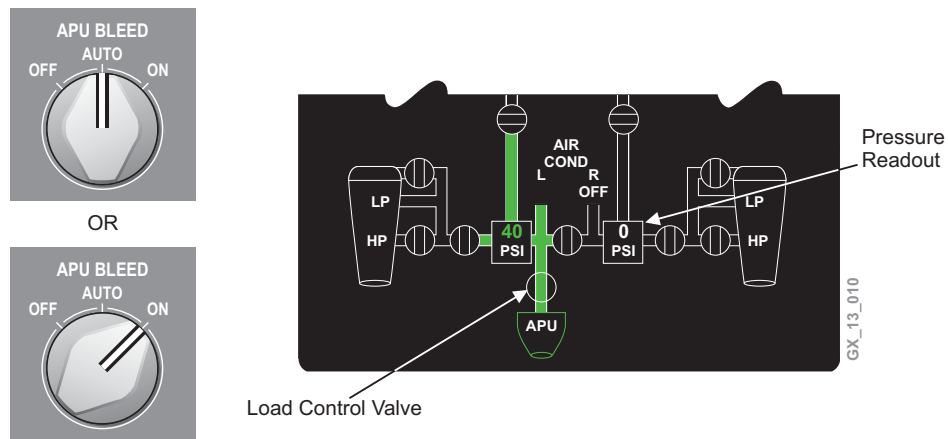 APU BLEED
AUTO
OFF ON
OR
APU BLEED
AUTO
OFF ON
AIR
COND
L R
OFF
LP
HP
40
PSI
0
PSI
LP
HP
APU
Pressure
Readout
Load Control Valve
GX_13_010